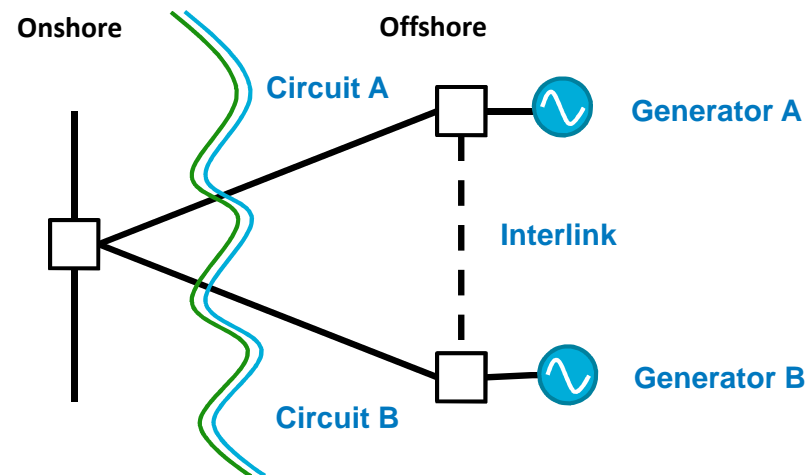 Onshore
Offshore
Circuit A
Generator A
Interlink
Generator B
Circuit B